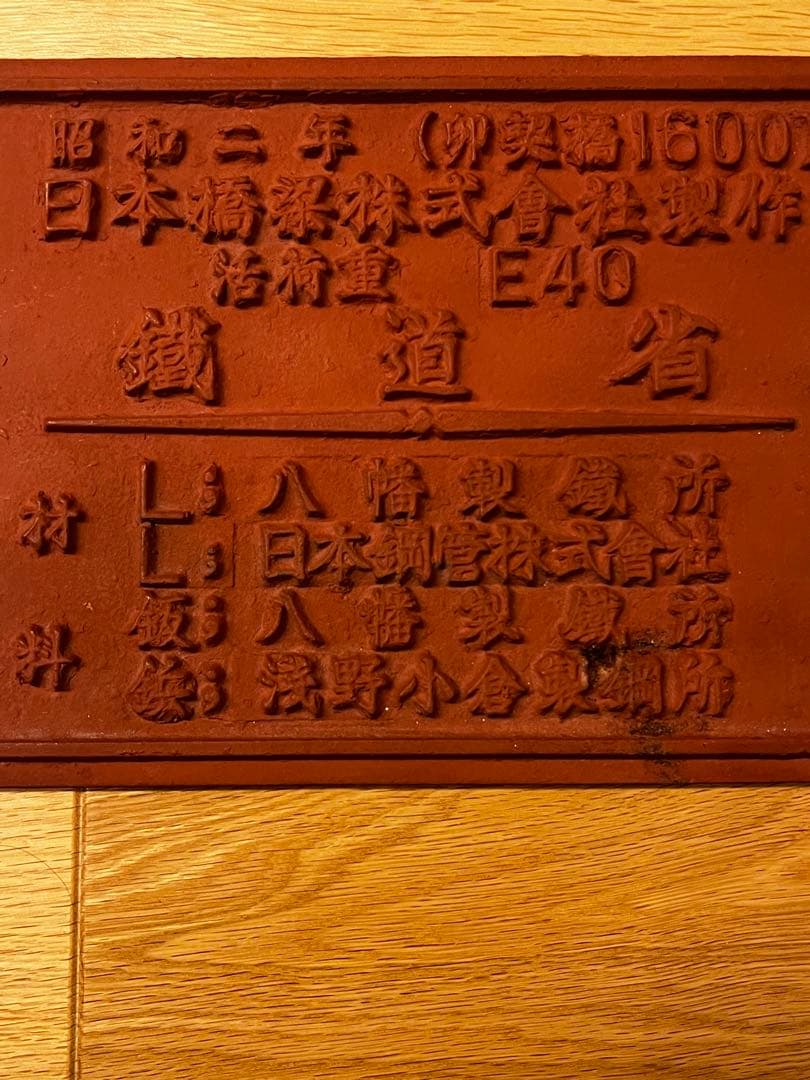 昭和二年 (卯契橋1600)
日本橋梁株式會社製作
活荷重 E40
鐵道省
材料
L; 八幡製鐵所
L; 日本鋼管株式會社
鈑; 八幡製鐵所
鋲; 淺野小倉製鋼所